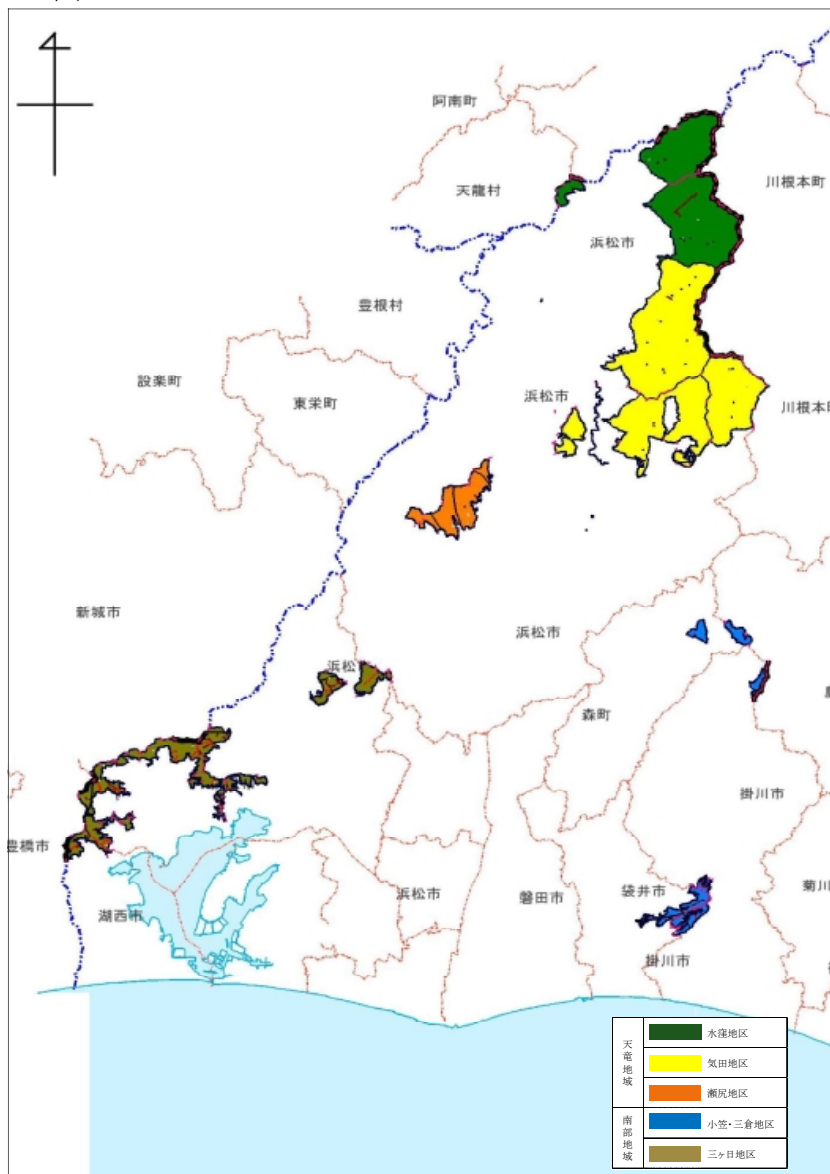 阿南町
天龍村
川根本町
浜松市
豊根村
設楽町
東栄町
浜松市
川根本町
新城市
浜松市
浜松
森町
掛川市
豊橋市
浜松市
磐田市
袋井市
菊川
湖西市
掛川市
天竜地域
水窪地区
気田地区
瀬尻地区
南部地域
小笠・三倉地区
三ヶ日地区